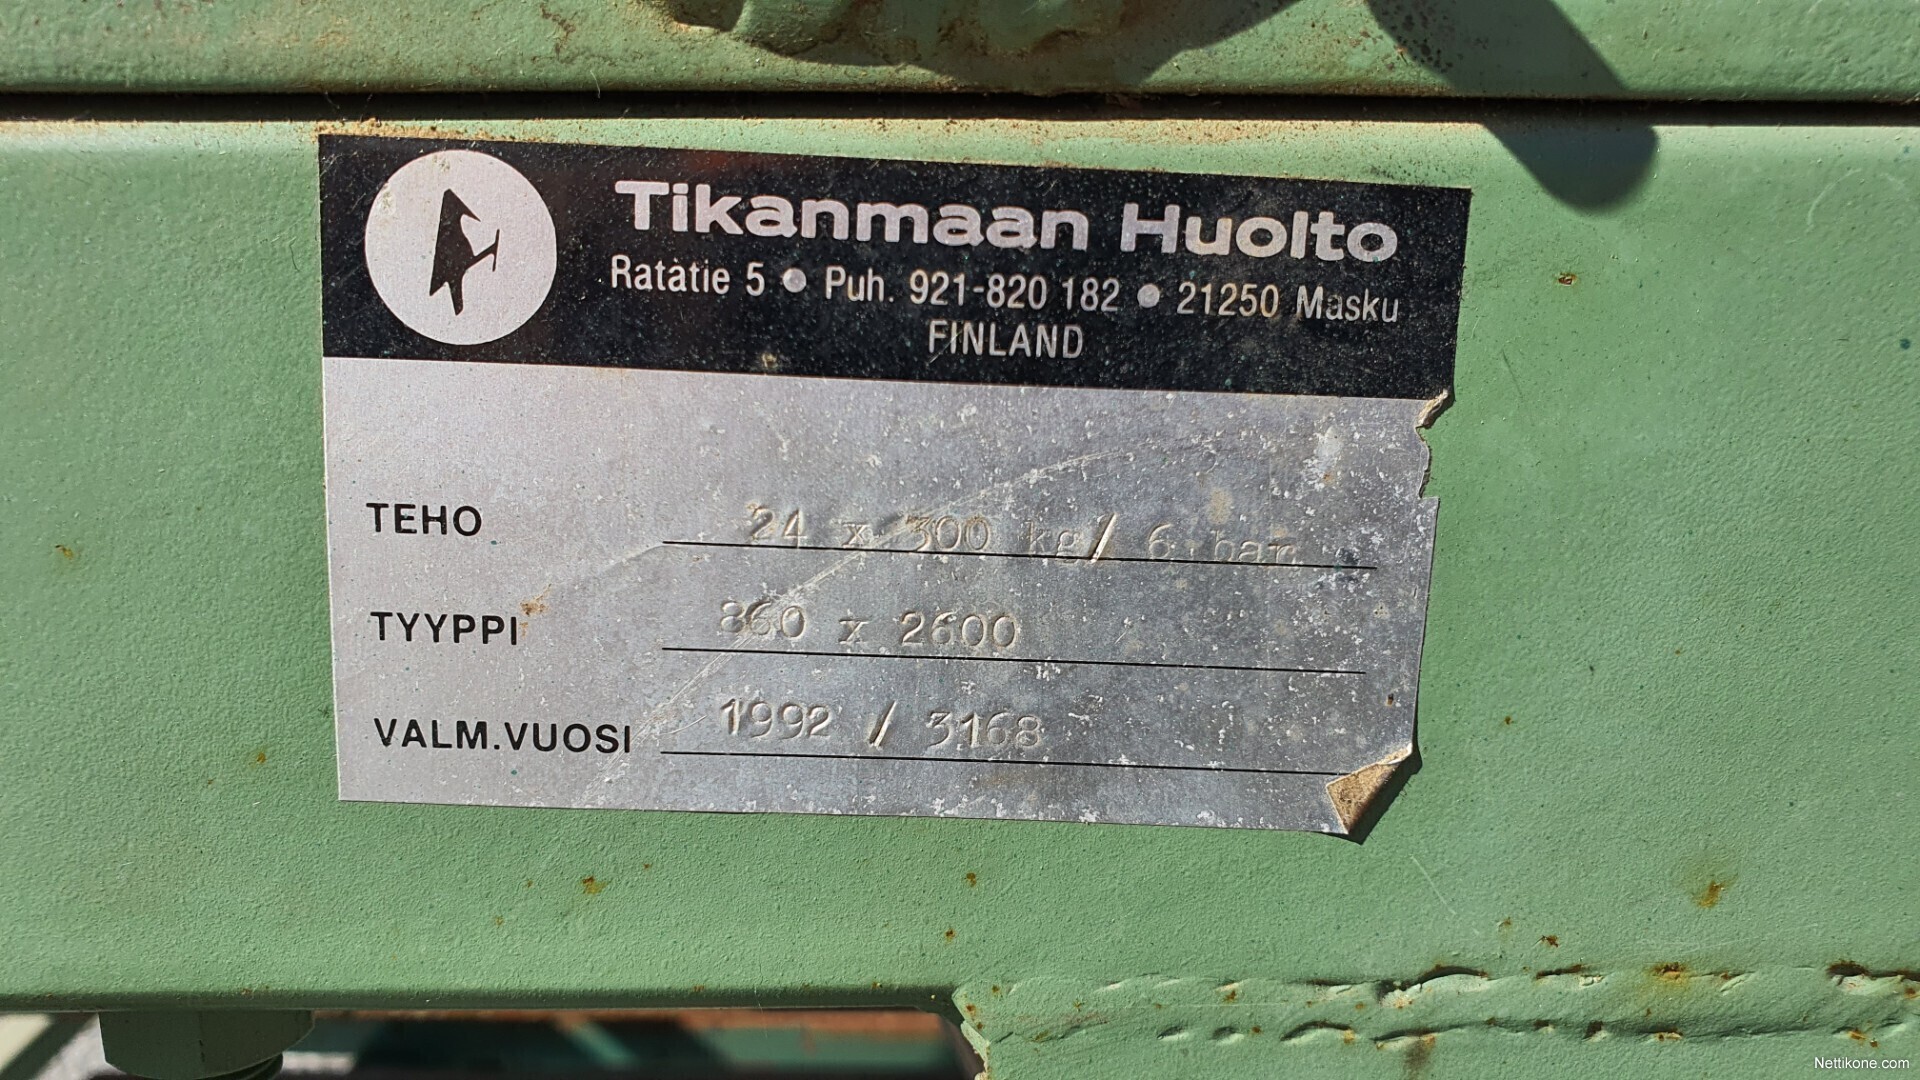 Tikanmaan Huolto
Ratatie 5 • Puh. 921-820 182 • 21250 Masku
FINLAND
TEHO 24 x 300 kg/ 6 bar
TYYPPI 860 x 2600
VALM.VUOSI 1992 / 3168
Nettikone.com